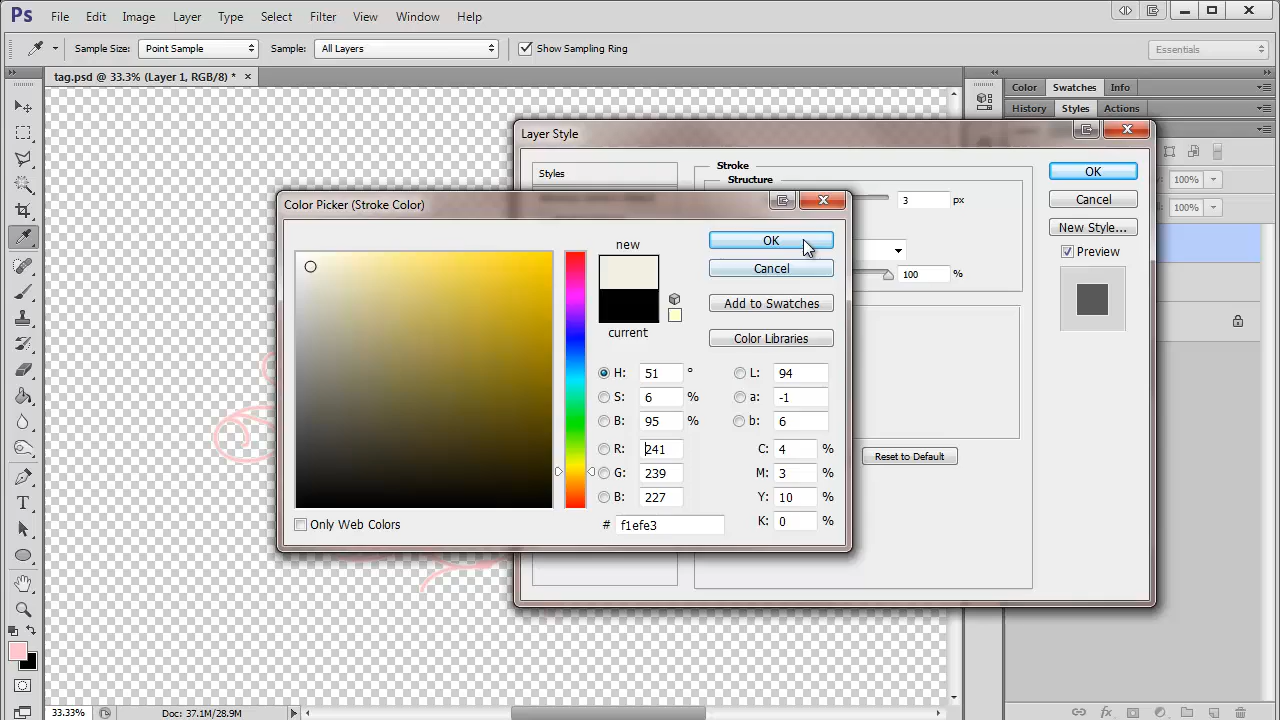 Ps File Edit Image Layer Type Select Filter View Window Help
Sample Size: Point Sample Sample: All Layers Show Sampling Ring Essentials
tag.psd @ 33.3% (Layer 1, RGB/8) * ×
Color Swatches Info
History Styles Actions
Layer Style
Styles
Stroke
Structure
3 px
100 %
Reset to Default
OK
Cancel
New Style...
Preview
100%
100%
Color Picker (Stroke Color)
new
current
OK
Cancel
Add to Swatches
Color Libraries
H: 51 ° L: 94
S: 6 % a: -1
B: 95 % b: 6
R: 241 C: 4 %
G: 239 M: 3 %
B: 227 Y: 10 %
# f1efe3 K: 0 %
Only Web Colors
T
33.33% Doc: 37.1M/28.9M
fx